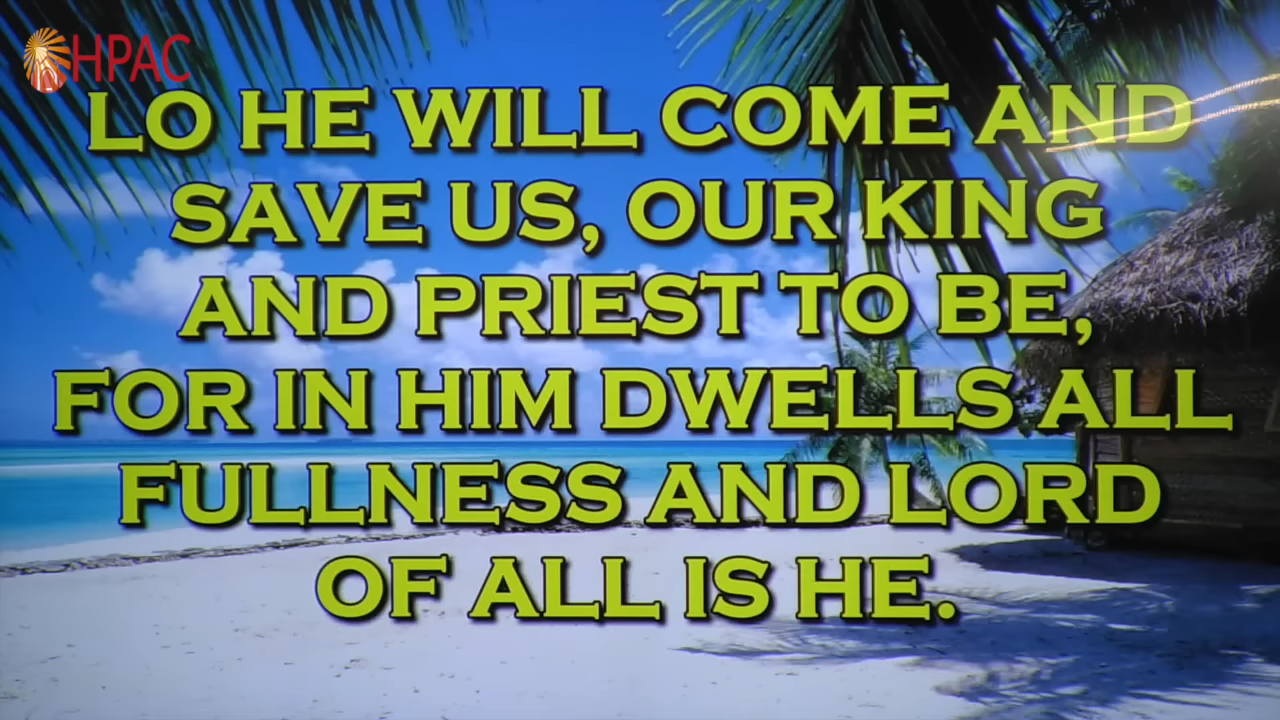 HPAC
LO HE WILL COME AND
SAVE US, OUR KING
AND PRIEST TO BE,
FOR IN HIM DWELLS ALL
FULLNESS AND LORD
OF ALL IS HE.